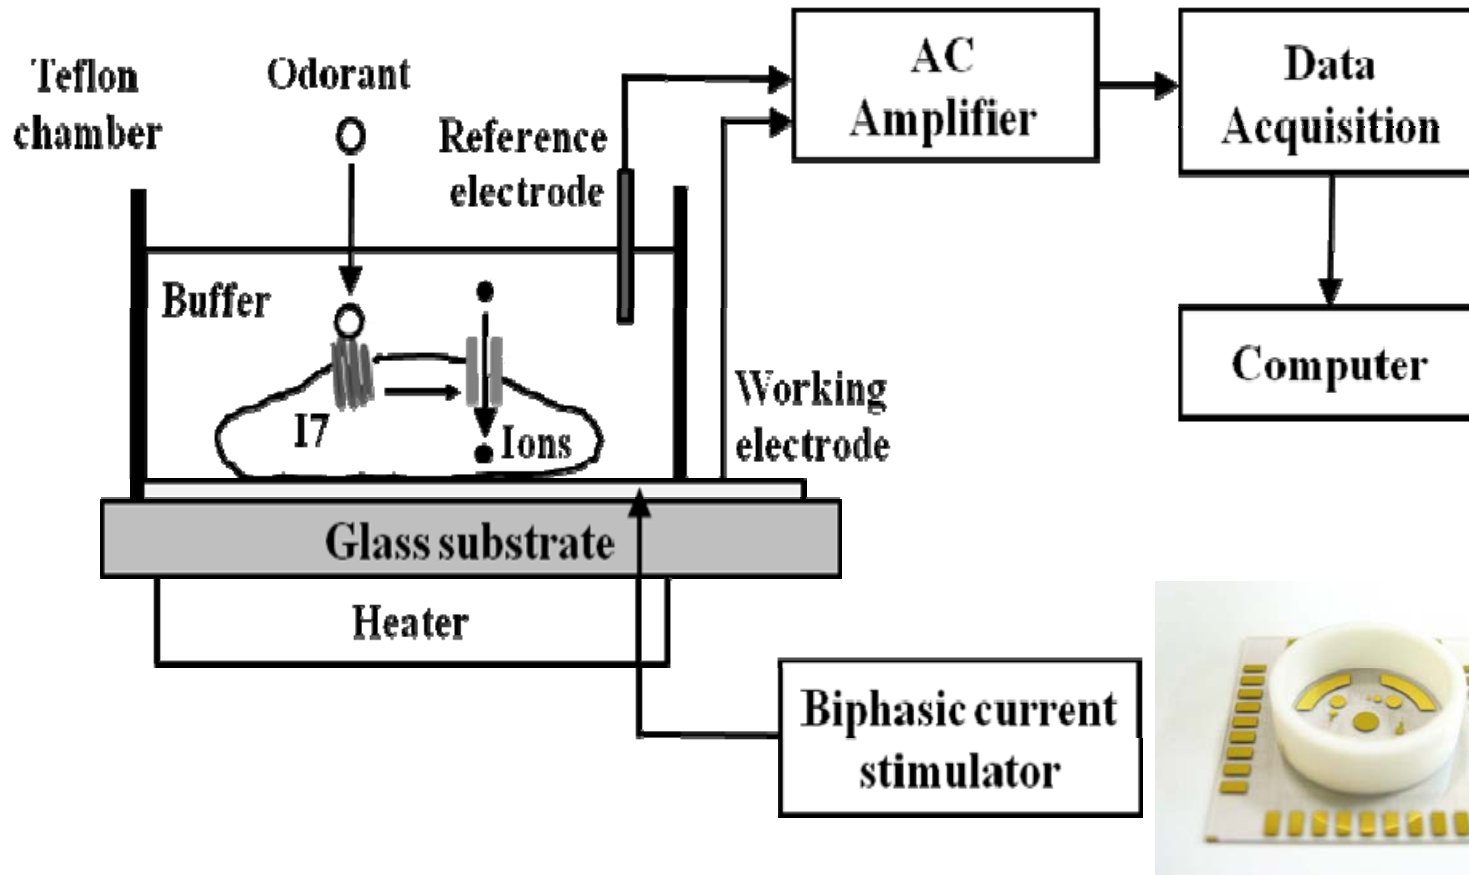 Teflon
chamber
Odorant
Reference
electrode
AC
Amplifier
Data
Acquisition
Buffer
I7
Ions
Working
electrode
Computer
Glass substrate
Heater
Biphasic current
stimulator